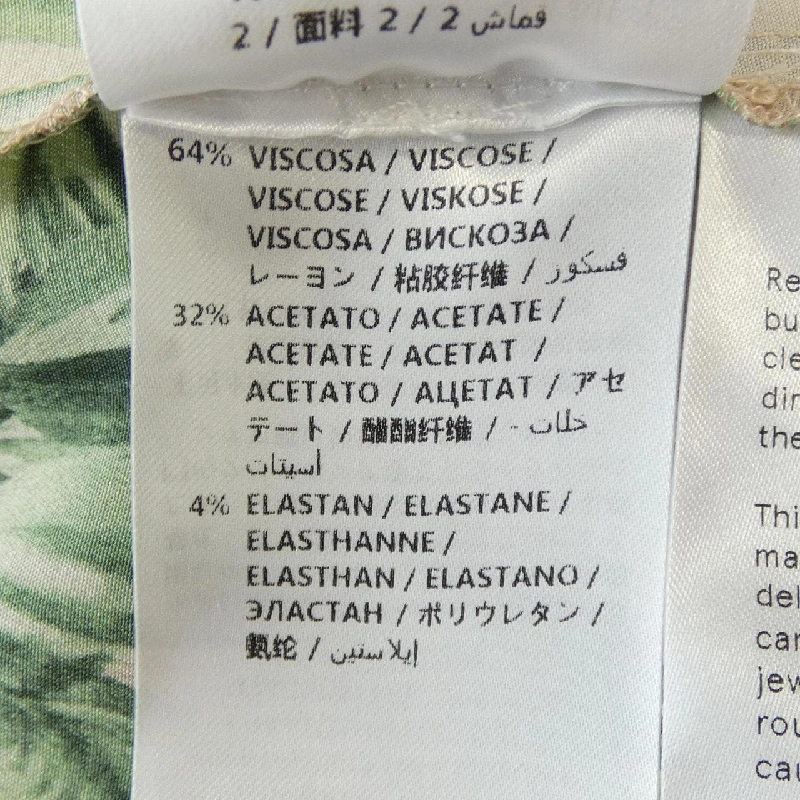 2 / 面料 2 / 2 قماش
64% VISCOSA / VISCOSE /
VISCOSE / VISKOSE /
VISCOSA / ВИСКОЗА /
レーヨン / 粘胶纤维 / فسكوز
32% ACETATO / ACETATE /
ACETATE / ACETAT /
ACETATO / АЦЕТАТ / アセ
テート / 醋酯纤维 / - خلات
أسيتات
4% ELASTAN / ELASTANE /
ELASTHANNE /
ELASTHAN / ELASTANO /
ЭЛАСТАН / ポリウレタン /
氨纶 / إيلاستين
Re
bu
cle
dir
the
Thi
ma
del
car
jew
rou
cau